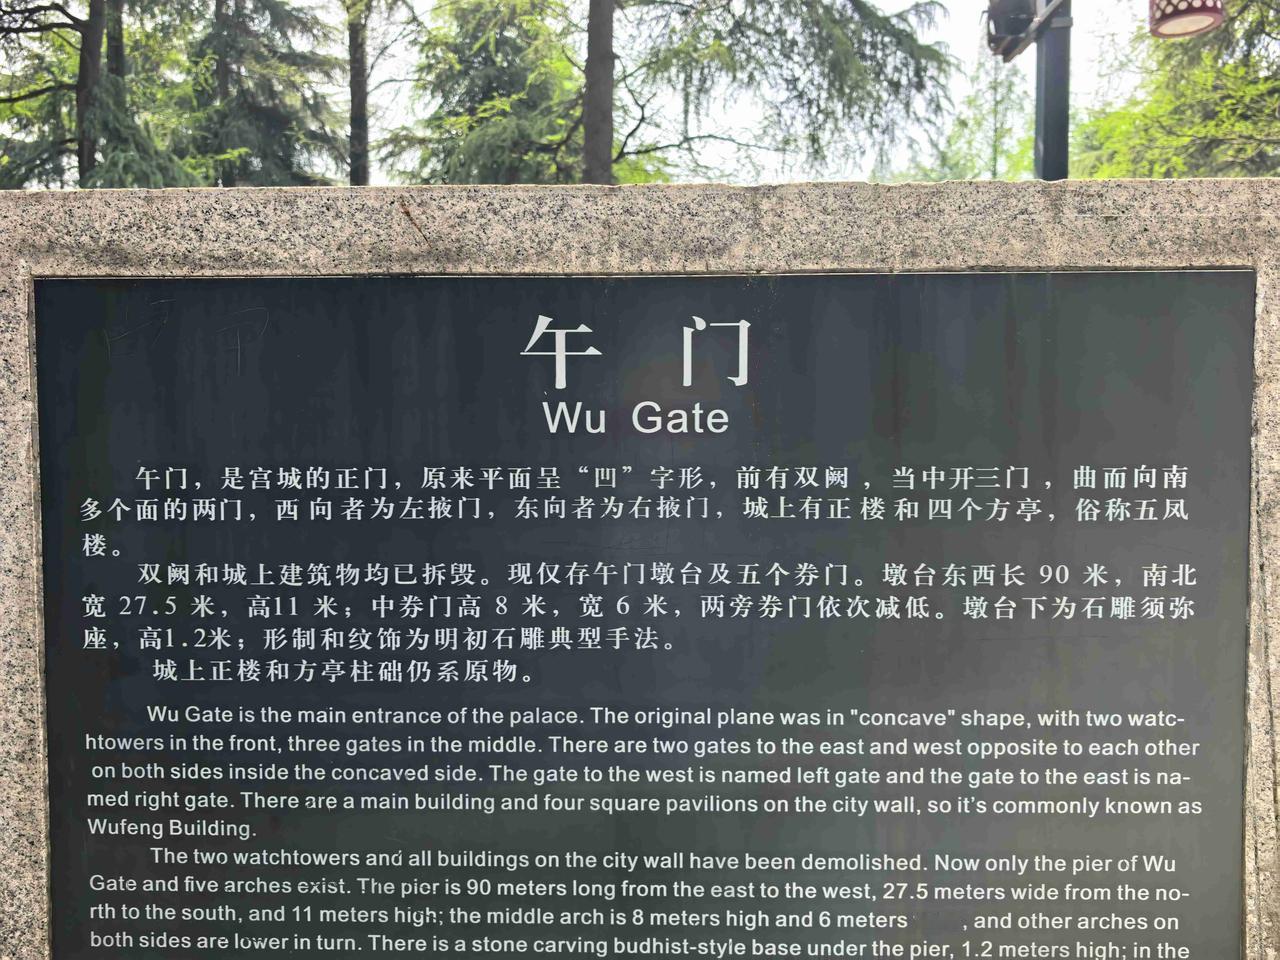 午门
Wu Gate
午门，是宫城的正门，原来平面呈“凹”字形，前有双阙，当中开三门，曲而向南
多个面的两门，西向者为左掖门，东向者为右掖门，城上有正楼和四个方亭，俗称五凤
楼。
双阙和城上建筑物均已拆毁。现仅存午门墩台及五个券门。墩台东西长 90 米，南北
宽 27.5 米，高11 米；中券门高 8 米，宽 6 米，两旁券门依次减低。墩台下为石雕须弥
座，高1.2米；形制和纹饰为明初石雕典型手法。
城上正楼和方亭柱础仍系原物。
Wu Gate is the main entrance of the palace. The original plane was in "concave" shape, with two watc-
htowers in the front, three gates in the middle. There are two gates to the east and west opposite to each other
on both sides inside the concaved side. The gate to the west is named left gate and the gate to the east is na-
med right gate. There are a main building and four square pavilions on the city wall, so it's commonly known as
Wufeng Building.
The two watchtowers and all buildings on the city wall have been demolished. Now only the pier of Wu
Gate and five arches exist. The pier is 90 meters long from the east to the west, 27.5 meters wide from the no-
rth to the south, and 11 meters high; the middle arch is 8 meters high and 6 meters , and other arches on
both sides are lower in turn. There is a stone carving budhist-style base under the pier, 1.2 meters high; in the